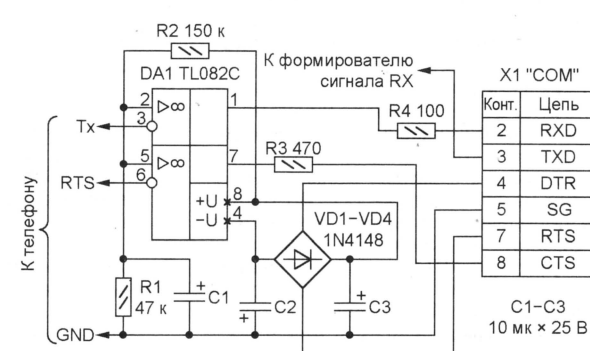 R2 150 к
DA1 TL082C
К формирователю
сигнала RX
X1 "COM"
Конт. Цепь
2 RXD
3 TXD
4 DTR
5 SG
7 RTS
8 CTS
R4 100
R3 470
2 ▷∞ 1
3
Tx
5 ▷∞ 7
6
RTS
+U 8
–U 4
VD1–VD4
1N4148
К телефону
R1
47 к
C1
C2
C3
GND
C1–C3
10 мк × 25 В